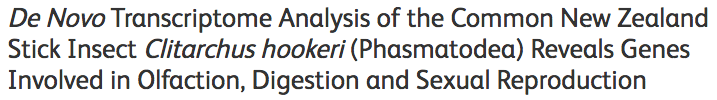 De Novo Transcriptome Analysis of the Common New Zealand
Stick Insect Clitarchus hookeri (Phasmatodea) Reveals Genes
Involved in Olfaction, Digestion and Sexual Reproduction